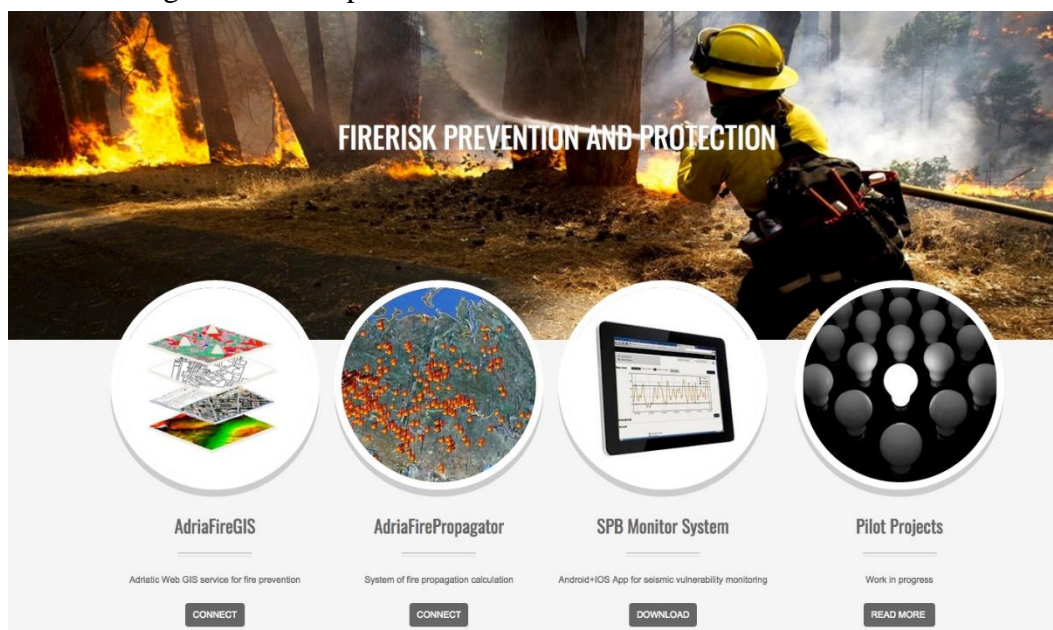 FIRERISK PREVENTION AND PROTECTION
AdriaFireGIS
AdriaFirePropagator
SPB Monitor System
Pilot Projects
Adriatic Web GIS service for fire prevention
System of fire propagation calculation
Android+IOS App for seismic vulnerability monitoring
Work in progress
CONNECT
CONNECT
DOWNLOAD
READ MORE